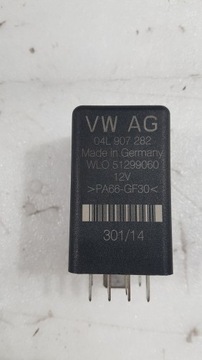 VW AG
04L 907 282
Made in Germany
WLO 51299060
12V
>PA66-GF30<
301/14